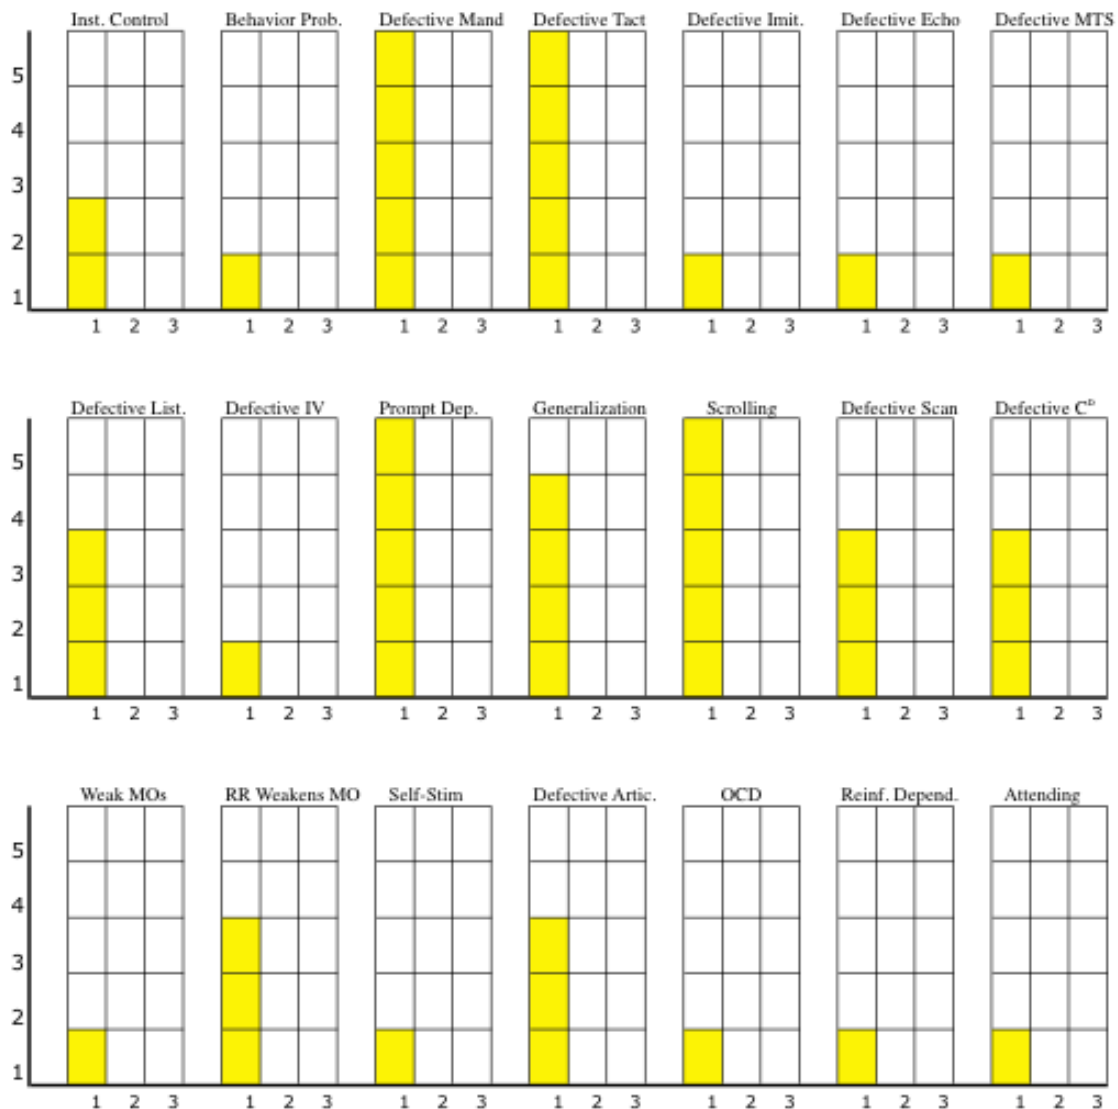 Inst. Control Behavior Prob. Defective Mand Defective Tact Defective Imit. Defective Echo Defective MTS
5
4
3
2
1
1 2 3 1 2 3 1 2 3 1 2 3 1 2 3 1 2 3 1 2 3
Defective List. Defective IV Prompt Dep. Generalization Scrolling Defective Scan Defective Cᴰ
5
4
3
2
1
1 2 3 1 2 3 1 2 3 1 2 3 1 2 3 1 2 3 1 2 3
Weak MOs RR Weakens MO Self-Stim Defective Artic. OCD Reinf. Depend. Attending
5
4
3
2
1
1 2 3 1 2 3 1 2 3 1 2 3 1 2 3 1 2 3 1 2 3